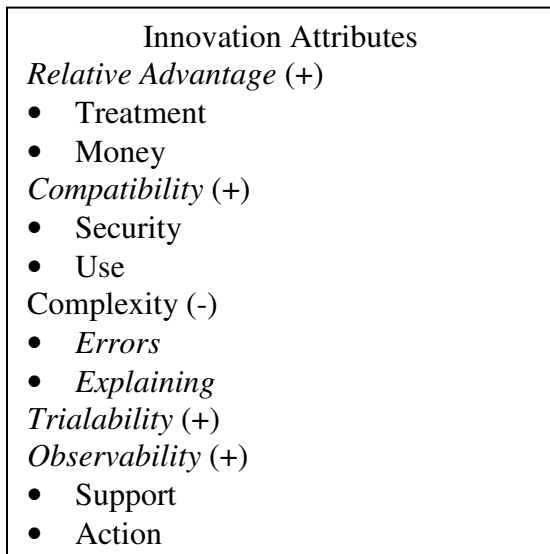 Innovation Attributes
Relative Advantage (+)
• Treatment
• Money
Compatibility (+)
• Security
• Use
Complexity (-)
• Errors
• Explaining
Trialability (+)
Observability (+)
• Support
• Action